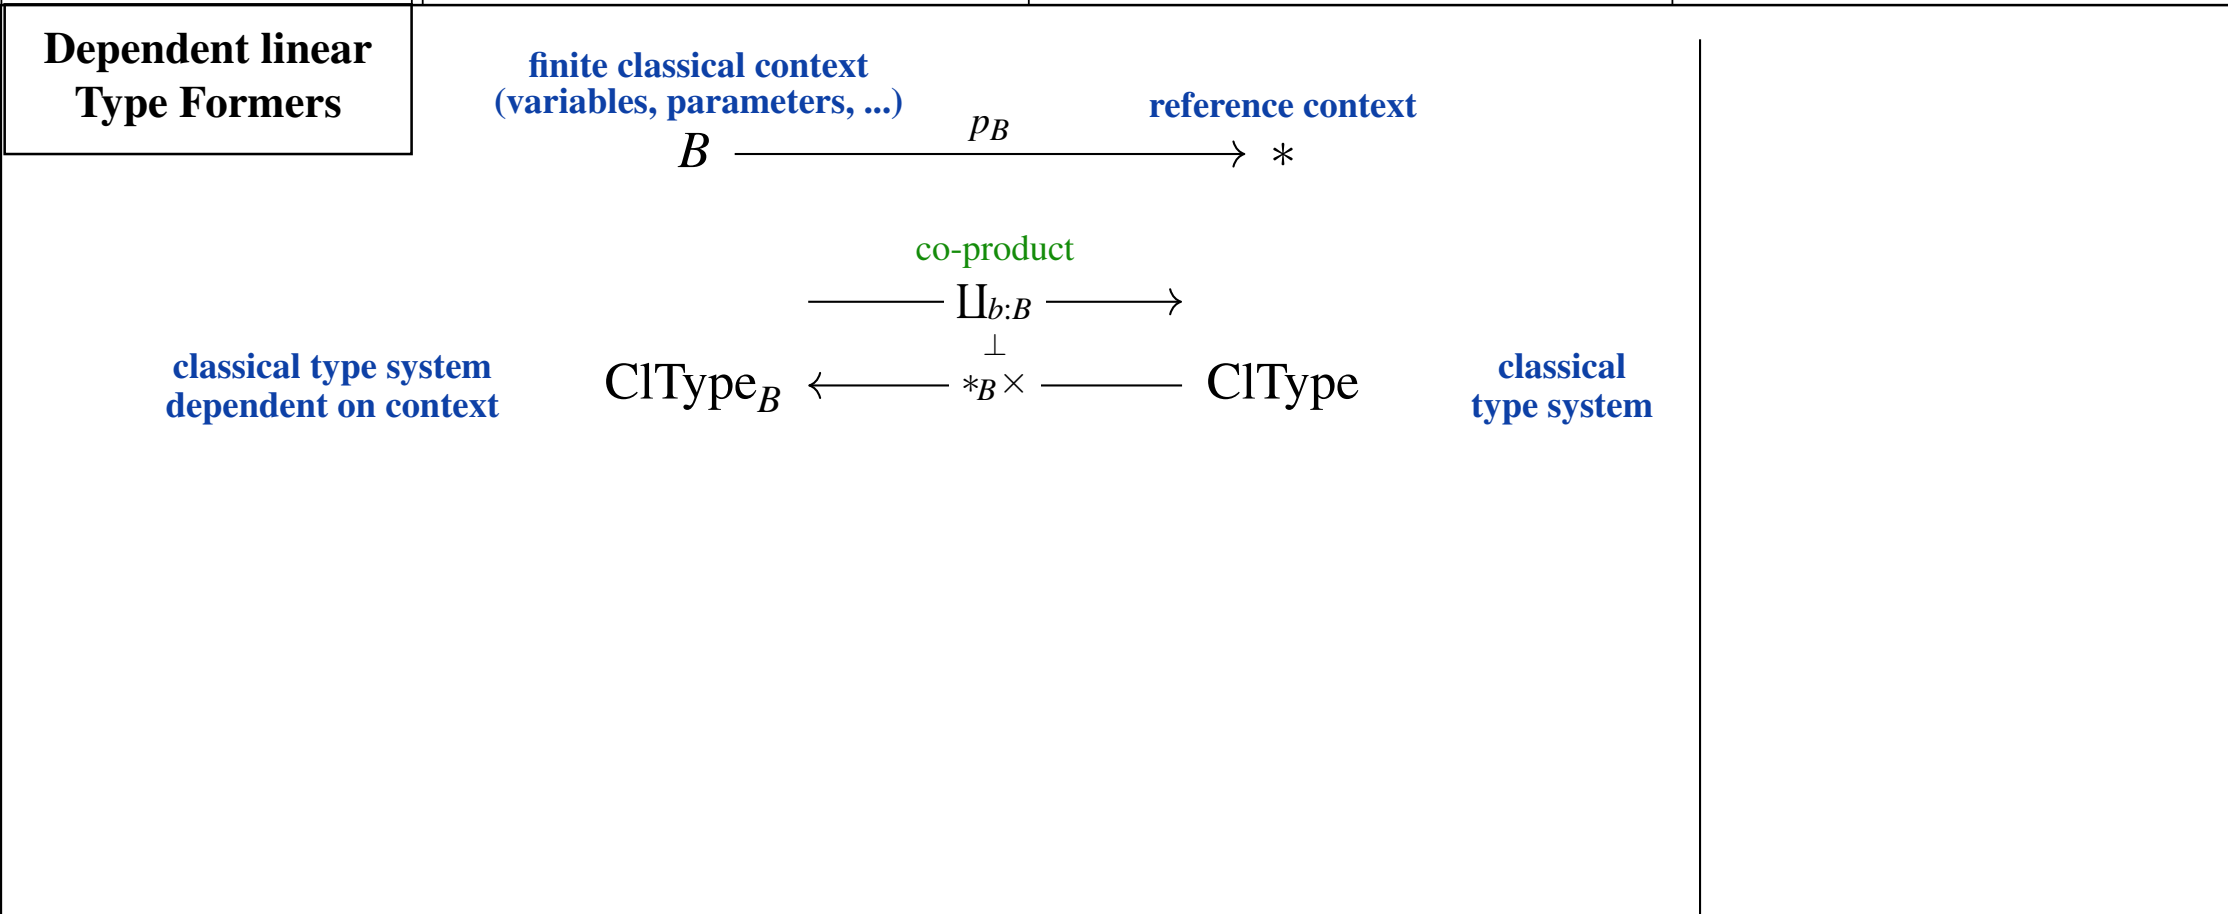 Dependent linear
Type Formers
finite classical context
(variables, parameters, ...)
reference context
p_B
B ⟶ *
co-product
∐_{b:B}
⊥
classical type system
dependent on context
ClType_B
*_B ×
ClType
classical
type system